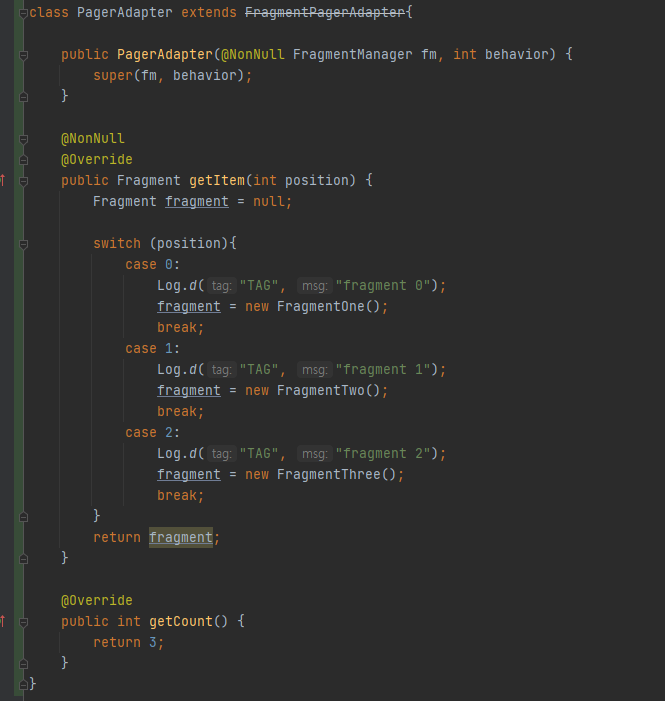 class PagerAdapter extends FragmentPagerAdapter{
public PagerAdapter(@NonNull FragmentManager fm, int behavior) {
super(fm, behavior);
}
@NonNull
@Override
public Fragment getItem(int position) {
Fragment fragment = null;
switch (position){
case 0:
Log.d( tag: "TAG", msg: "fragment 0");
fragment = new FragmentOne();
break;
case 1:
Log.d( tag: "TAG", msg: "fragment 1");
fragment = new FragmentTwo();
break;
case 2:
Log.d( tag: "TAG", msg: "fragment 2");
fragment = new FragmentThree();
break;
}
return fragment;
}
@Override
public int getCount() {
return 3;
}
}